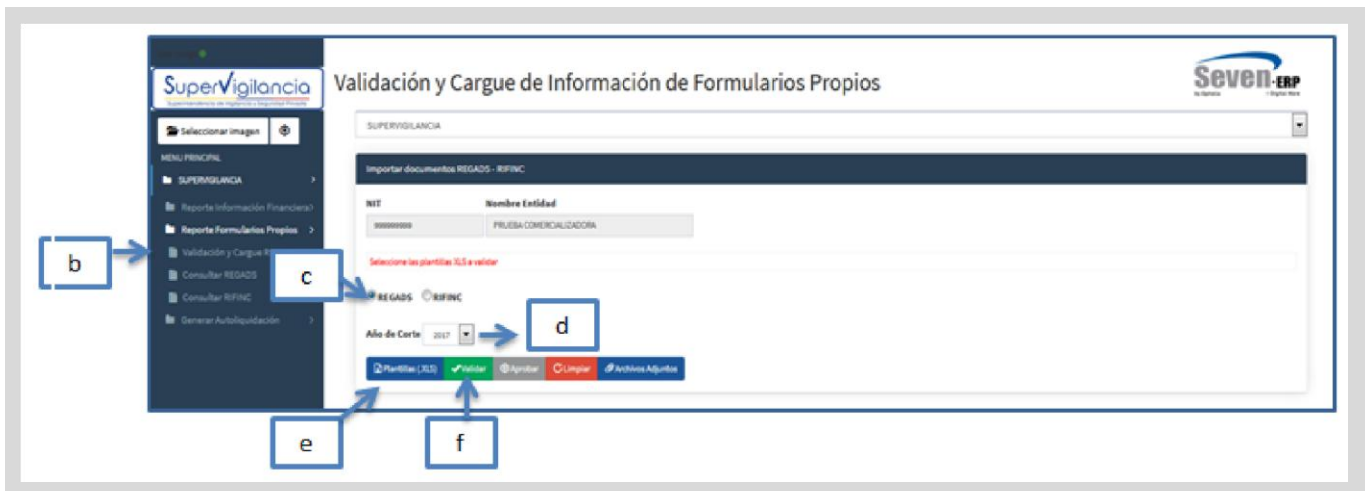 SuperVigilancia
Superintendencia de Vigilancia y Seguridad Privada
Validación y Cargue de Información de Formularios Propios
Seven-ERP
Seleccionar imagen
SUPERVIGILANCIA
MENU PRINCIPAL
SUPERVIGILANCIA
Importar documentos REGADS - RIFINC
NIT
Nombre Entidad
Reporte Información Financiera
999999999
PRUEBA COMERCIALIZADORA
Reporte Formularios Propios
b
Validación y Cargue
Seleccione las plantillas XLS a validar
Consultar REGADS
c
REGADS
RIFINC
Consultar RIFINC
Generar Autoliquidación
Año de Corte
2017
d
Plantillas (.XLS)
Validar
Aprobar
Limpiar
Archivos Adjuntos
e
f